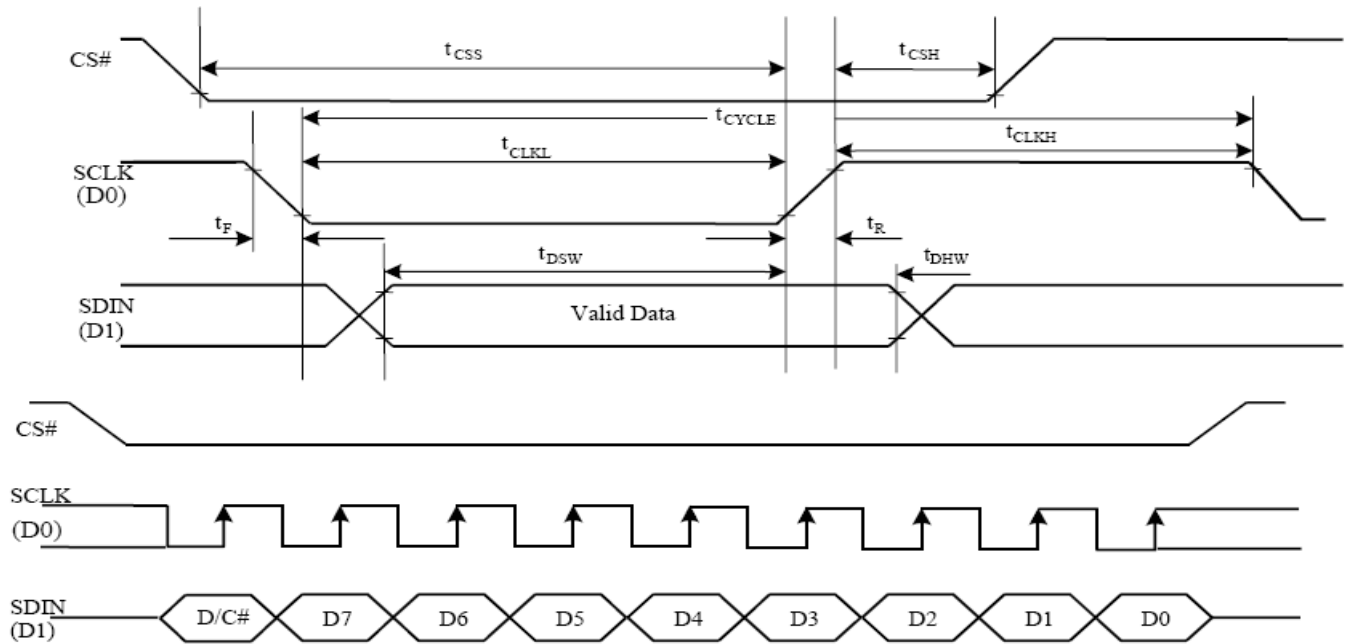 CS#
tCSS
tCSH
tCYCLE
tCLKL
tCLKH
SCLK
(D0)
tF
tR
tDSW
tDHW
SDIN
(D1)
Valid Data
CS#
SCLK
(D0)
SDIN
(D1)
D/C# D7 D6 D5 D4 D3 D2 D1 D0